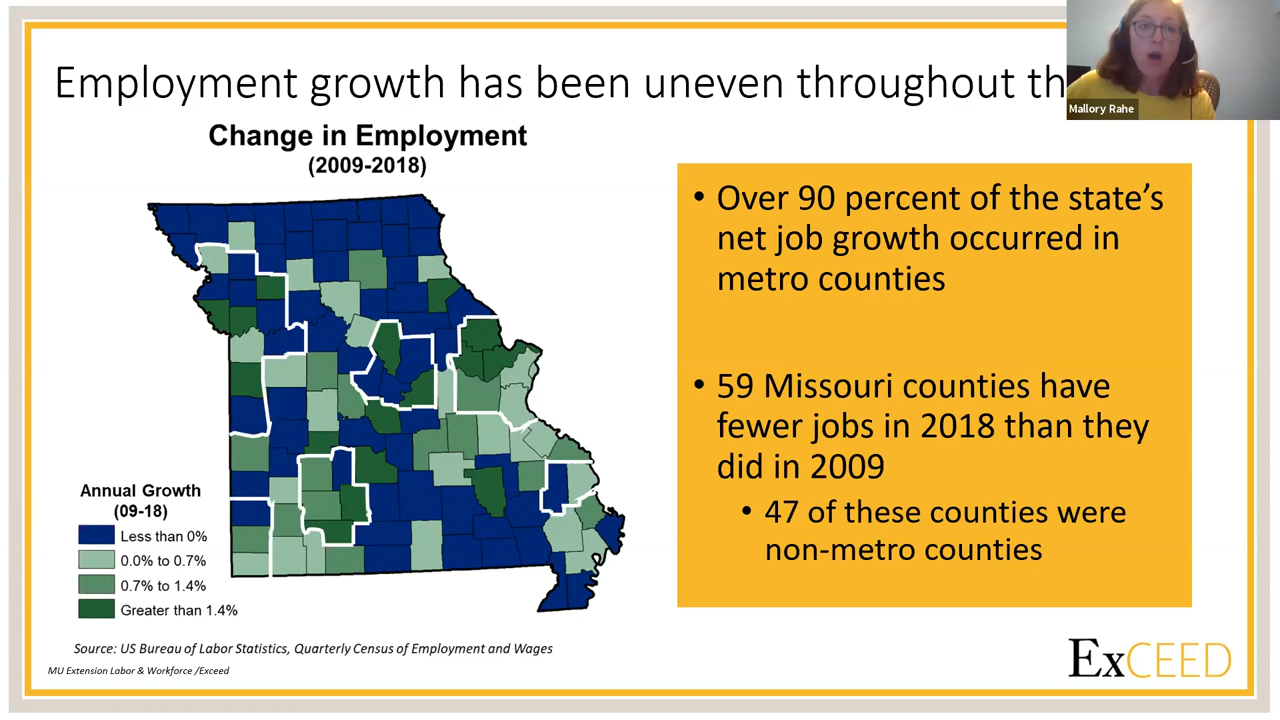 Employment growth has been uneven throughout th
Mallory Rahe
Change in Employment
(2009-2018)
• Over 90 percent of the state’s
net job growth occurred in
metro counties
• 59 Missouri counties have
fewer jobs in 2018 than they
did in 2009
• 47 of these counties were
non-metro counties
Annual Growth
(09-18)
Less than 0%
0.0% to 0.7%
0.7% to 1.4%
Greater than 1.4%
Source: US Bureau of Labor Statistics, Quarterly Census of Employment and Wages
MU Extension Labor & Workforce /Exceed
ExCEED